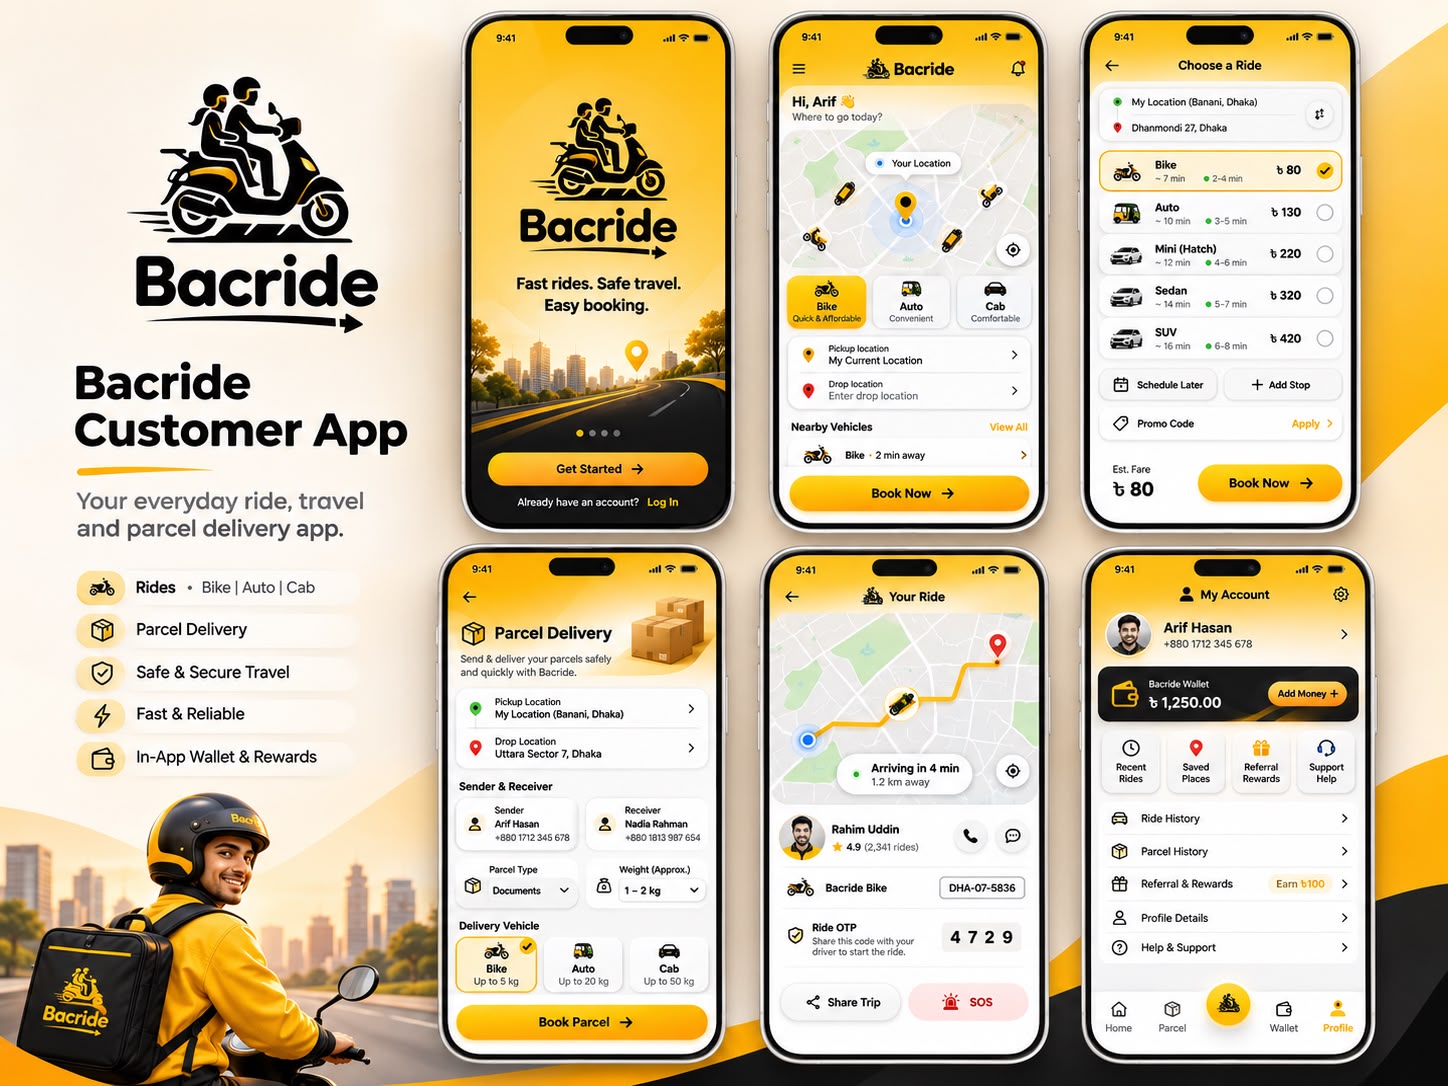 Bacride
Bacride
Customer App
Your everyday ride, travel
and parcel delivery app.
Rides • Bike | Auto | Cab
Parcel Delivery
Safe & Secure Travel
Fast & Reliable
In-App Wallet & Rewards
Bacride
9:41
Bacride
Fast rides. Safe travel.
Easy booking.
Get Started →
Already have an account? Log In
9:41
Bacride
Hi, Arif 👋
Where to go today?
Your Location
Bike
Quick & Affordable
Auto
Convenient
Cab
Comfortable
Pickup location
My Current Location
Drop location
Enter drop location
Nearby Vehicles View All
Bike • 2 min away
Book Now →
9:41
Choose a Ride
My Location (Banani, Dhaka)
Dhanmondi 27, Dhaka
Bike
~ 7 min 2-4 min
৳ 80
Auto
~ 10 min 3-5 min
৳ 130
Mini (Hatch)
~ 12 min 4-6 min
৳ 220
Sedan
~ 14 min 5-7 min
৳ 320
SUV
~ 16 min 6-8 min
৳ 420
Schedule Later
+ Add Stop
Promo Code Apply
Est. Fare
৳ 80
Book Now →
9:41
Parcel Delivery
Send & deliver your parcels safely
and quickly with Bacride.
Pickup Location
My Location (Banani, Dhaka)
Drop Location
Uttara Sector 7, Dhaka
Sender & Receiver
Sender
Arif Hasan
+880 1712 345 678
Receiver
Nadia Rahman
+880 1813 987 654
Parcel Type
Documents
Weight (Approx.)
1 – 2 kg
Delivery Vehicle
Bike
Up to 5 kg
Auto
Up to 20 kg
Cab
Up to 50 kg
Book Parcel →
9:41
Your Ride
Arriving in 4 min
1.2 km away
Rahim Uddin
4.9 (2,341 rides)
Bacride Bike DHA-07-5836
Ride OTP
Share this code with your
driver to start the ride.
4 7 2 9
Share Trip
SOS
9:41
My Account
Arif Hasan
+880 1712 345 678
Bacride Wallet
৳ 1,250.00
Add Money +
Recent
Rides
Saved
Places
Referral
Rewards
Support
Help
Ride History
Parcel History
Referral & Rewards Earn ৳100
Profile Details
Help & Support
Home
Parcel
Wallet
Profile